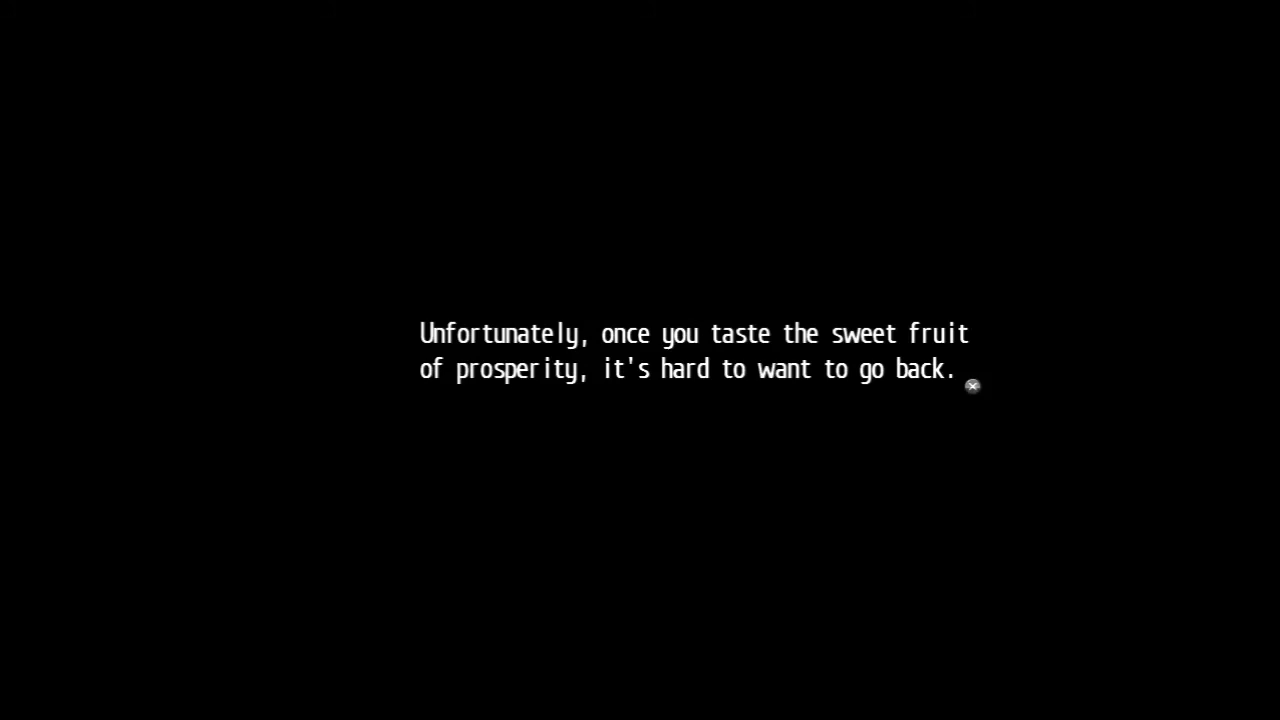 Unfortunately, once you taste the sweet fruit
of prosperity, it's hard to want to go back.